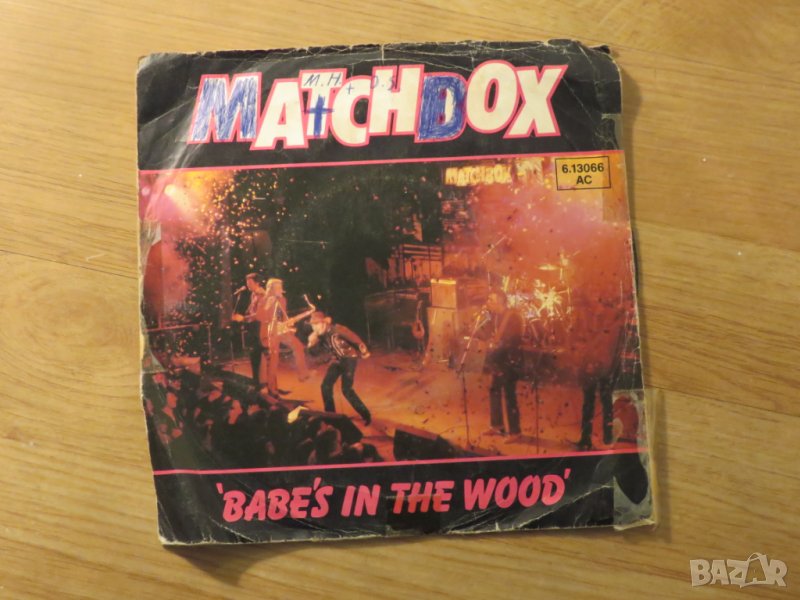 M.H. + D.S.
MATCHBOX
6.13066
AC
MATCHBOX
'BABE'S IN THE WOOD'
BAZAR